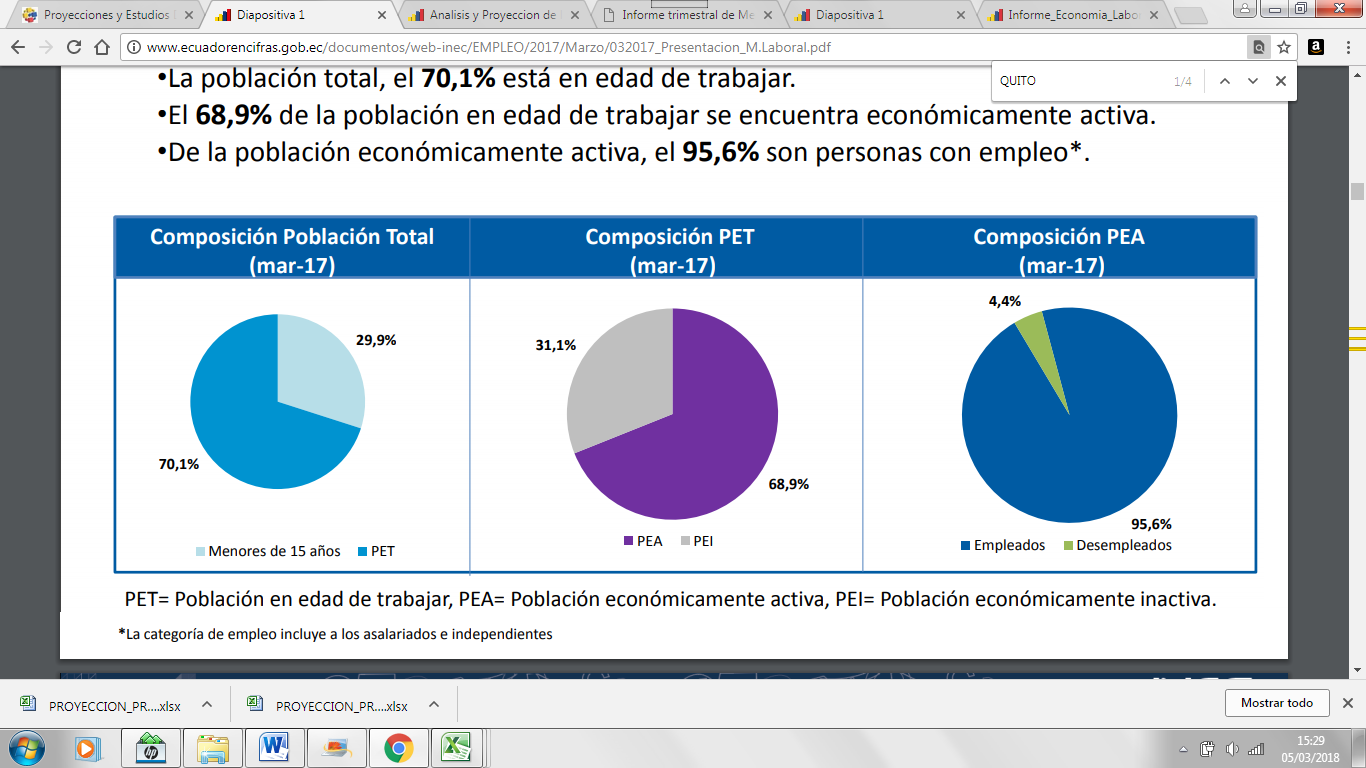 Proyecciones y Estudios
Diapositiva 1
Analisis y Proyeccion de
Informe trimestral de Me
Diapositiva 1
Informe_Economia_Labo
www.ecuadorencifras.gob.ec/documentos/web-inec/EMPLEO/2017/Marzo/032017_Presentacion_M.Laboral.pdf
QUITO 1/4
•La población total, el 70,1% está en edad de trabajar.
•El 68,9% de la población en edad de trabajar se encuentra económicamente activa.
•De la población económicamente activa, el 95,6% son personas con empleo*.
Composición Población Total
(mar-17)
29,9%
70,1%
Menores de 15 años PET
Composición PET
(mar-17)
31,1%
68,9%
PEA PEI
Composición PEA
(mar-17)
4,4%
95,6%
Empleados Desempleados
PET= Población en edad de trabajar, PEA= Población económicamente activa, PEI= Población económicamente inactiva.
*La categoría de empleo incluye a los asalariados e independientes
PROYECCION_PR....xlsx
PROYECCION_PR....xlsx
Mostrar todo
15:29
05/03/2018